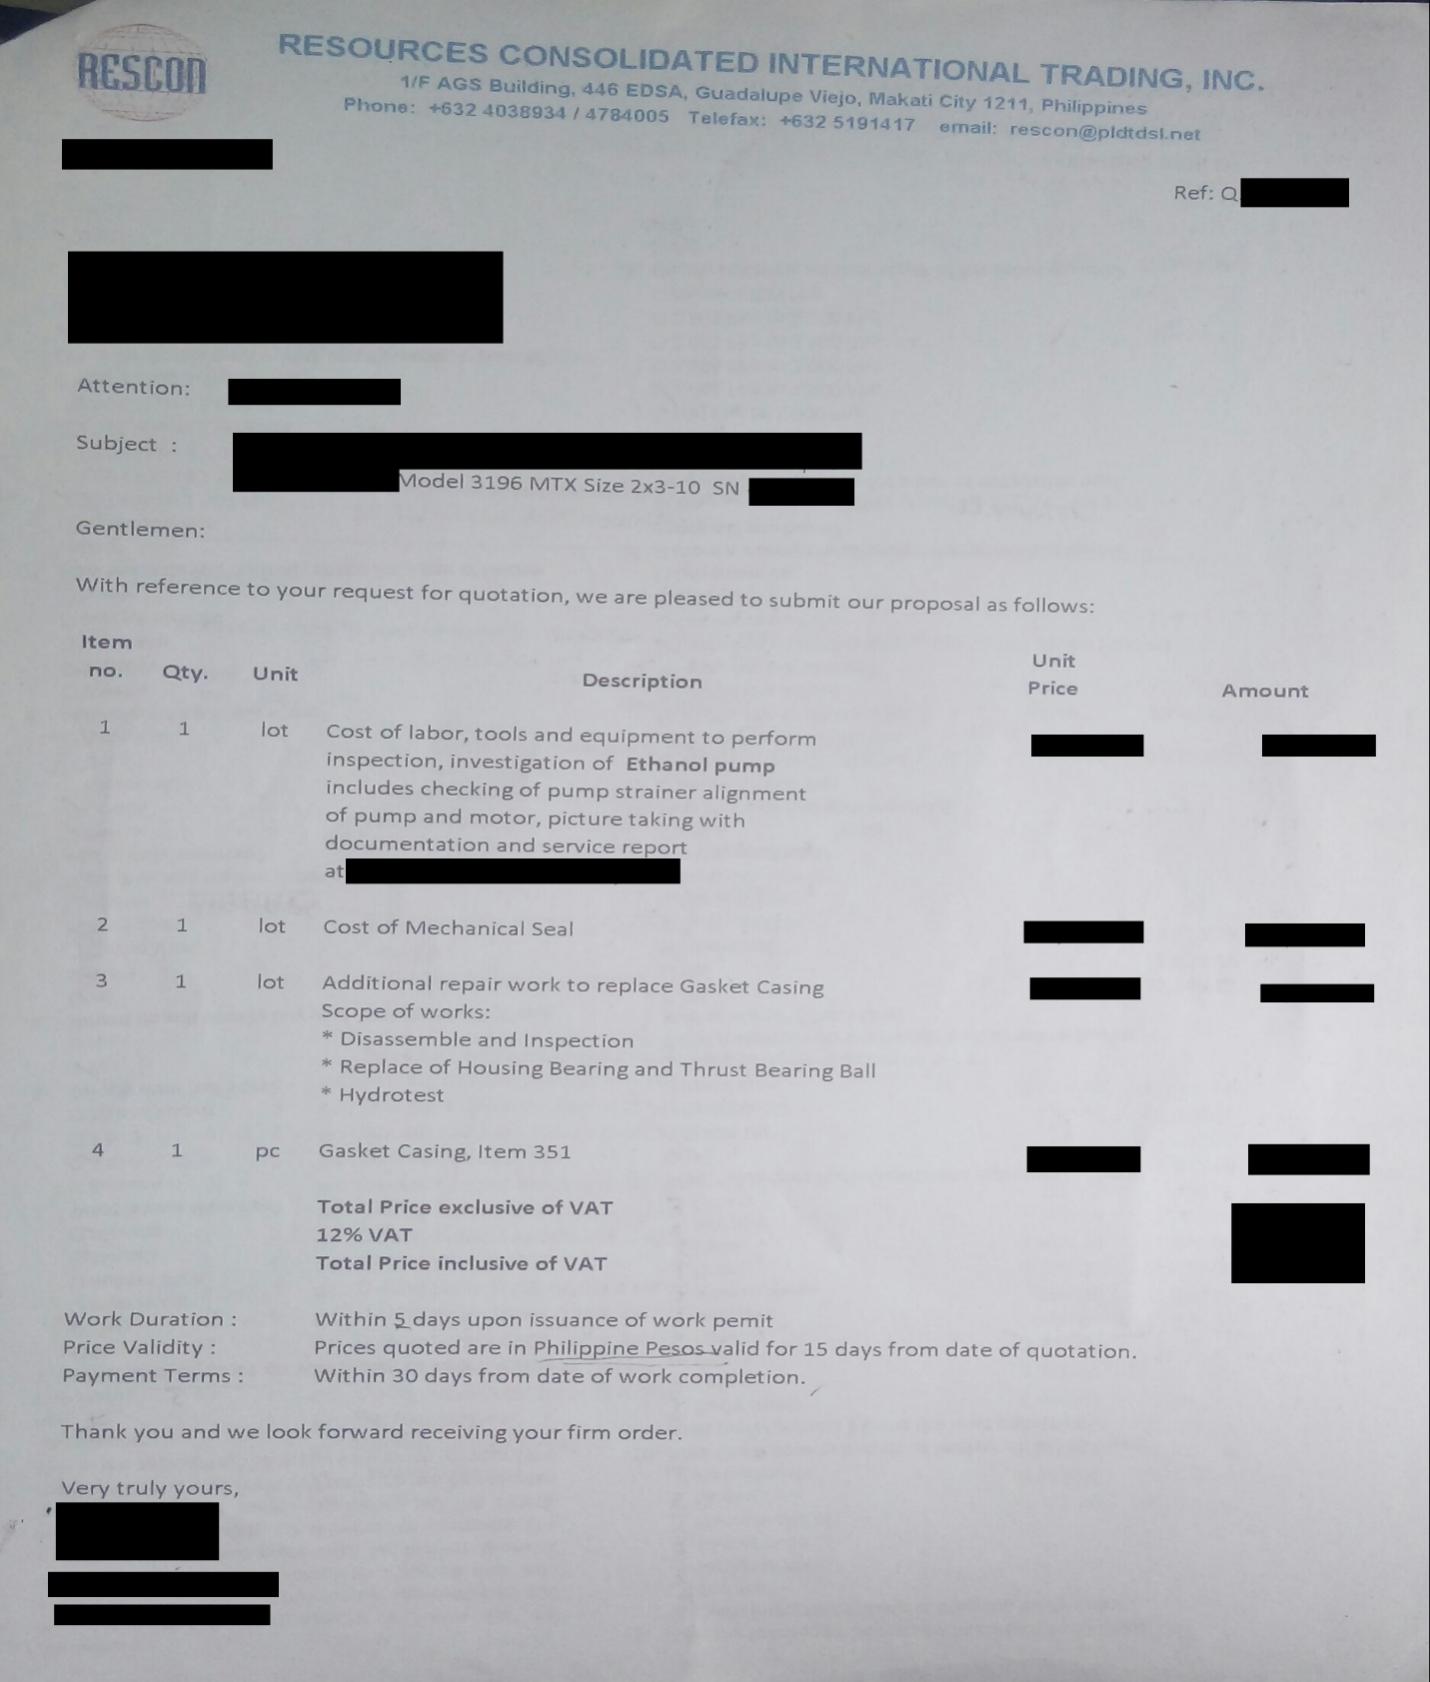 RESCON
RESOURCES CONSOLIDATED INTERNATIONAL TRADING, INC.
1/F AGS Building, 446 EDSA, Guadalupe Viejo, Makati City 1211, Philippines
Phone: +632 4038934 / 4784005 Telefax: +632 5191417 email: rescon@pldtdsl.net
Ref: Q
Attention:
Subject :
Model 3196 MTX Size 2x3-10 SN
Gentlemen:
With reference to your request for quotation, we are pleased to submit our proposal as follows:
Item no. Qty. Unit Description Unit Price Amount
1 1 lot Cost of labor, tools and equipment to perform
inspection, investigation of Ethanol pump
includes checking of pump strainer alignment
of pump and motor, picture taking with
documentation and service report
at
2 1 lot Cost of Mechanical Seal
3 1 lot Additional repair work to replace Gasket Casing
Scope of works:
* Disassemble and Inspection
* Replace of Housing Bearing and Thrust Bearing Ball
* Hydrotest
4 1 pc Gasket Casing, Item 351
Total Price exclusive of VAT
12% VAT
Total Price inclusive of VAT
Work Duration : Within 5 days upon issuance of work pemit
Price Validity : Prices quoted are in Philippine Pesos valid for 15 days from date of quotation.
Payment Terms : Within 30 days from date of work completion.
Thank you and we look forward receiving your firm order.
Very truly yours,